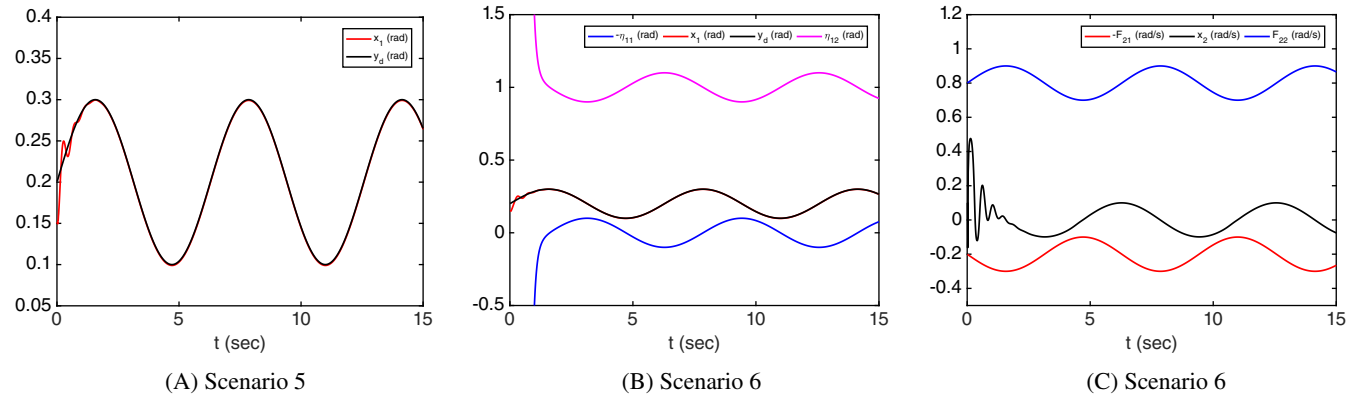 0.4
0.35
0.3
0.25
0.2
0.15
0.1
0.05
0 5 10 15
x1 (rad)
yd (rad)
t (sec)
(A) Scenario 5
1.5
1
0.5
0
-0.5
0 5 10 15
-η11 (rad) x1 (rad) yd (rad) η12 (rad)
t (sec)
(B) Scenario 6
1.2
1
0.8
0.6
0.4
0.2
0
-0.2
-0.4
0 5 10 15
-F21 (rad/s) x2 (rad/s) F22 (rad/s)
t (sec)
(C) Scenario 6